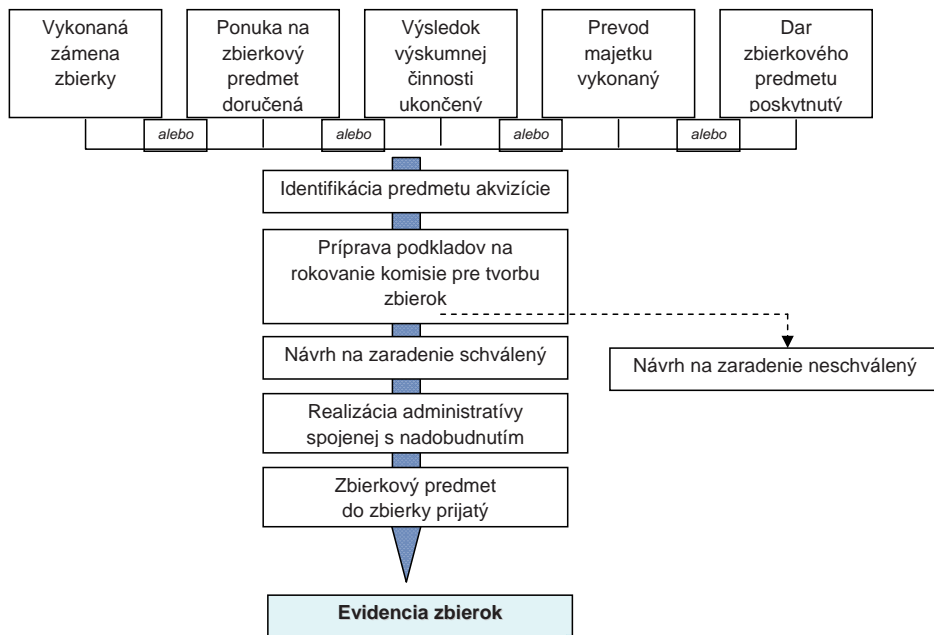 Vykonaná
zámena
zbierky
Ponuka na
zbierkový
predmet
doručená
Výsledok
výskumnej
činnosti
ukončený
Prevod
majetku
vykonaný
Dar
zbierkového
predmetu
poskytnutý
alebo
alebo
alebo
alebo
Identifikácia predmetu akvizície
Príprava podkladov na
rokovanie komisie pre tvorbu
zbierok
Návrh na zaradenie schválený
Návrh na zaradenie neschválený
Realizácia administratívy
spojenej s nadobudnutím
Zbierkový predmet
do zbierky prijatý
Evidencia zbierok